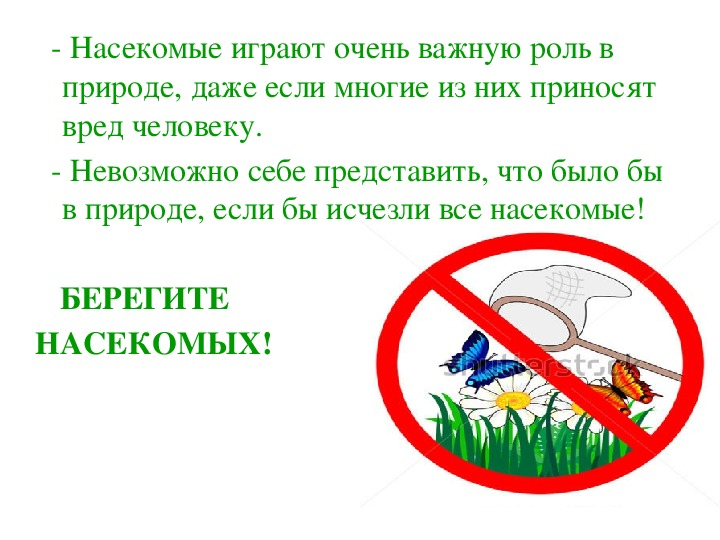 - Насекомые играют очень важную роль в
природе, даже если многие из них приносят
вред человеку.
- Невозможно себе представить, что было бы
в природе, если бы исчезли все насекомые!
БЕРЕГИТЕ
НАСЕКОМЫХ!
shutterstock